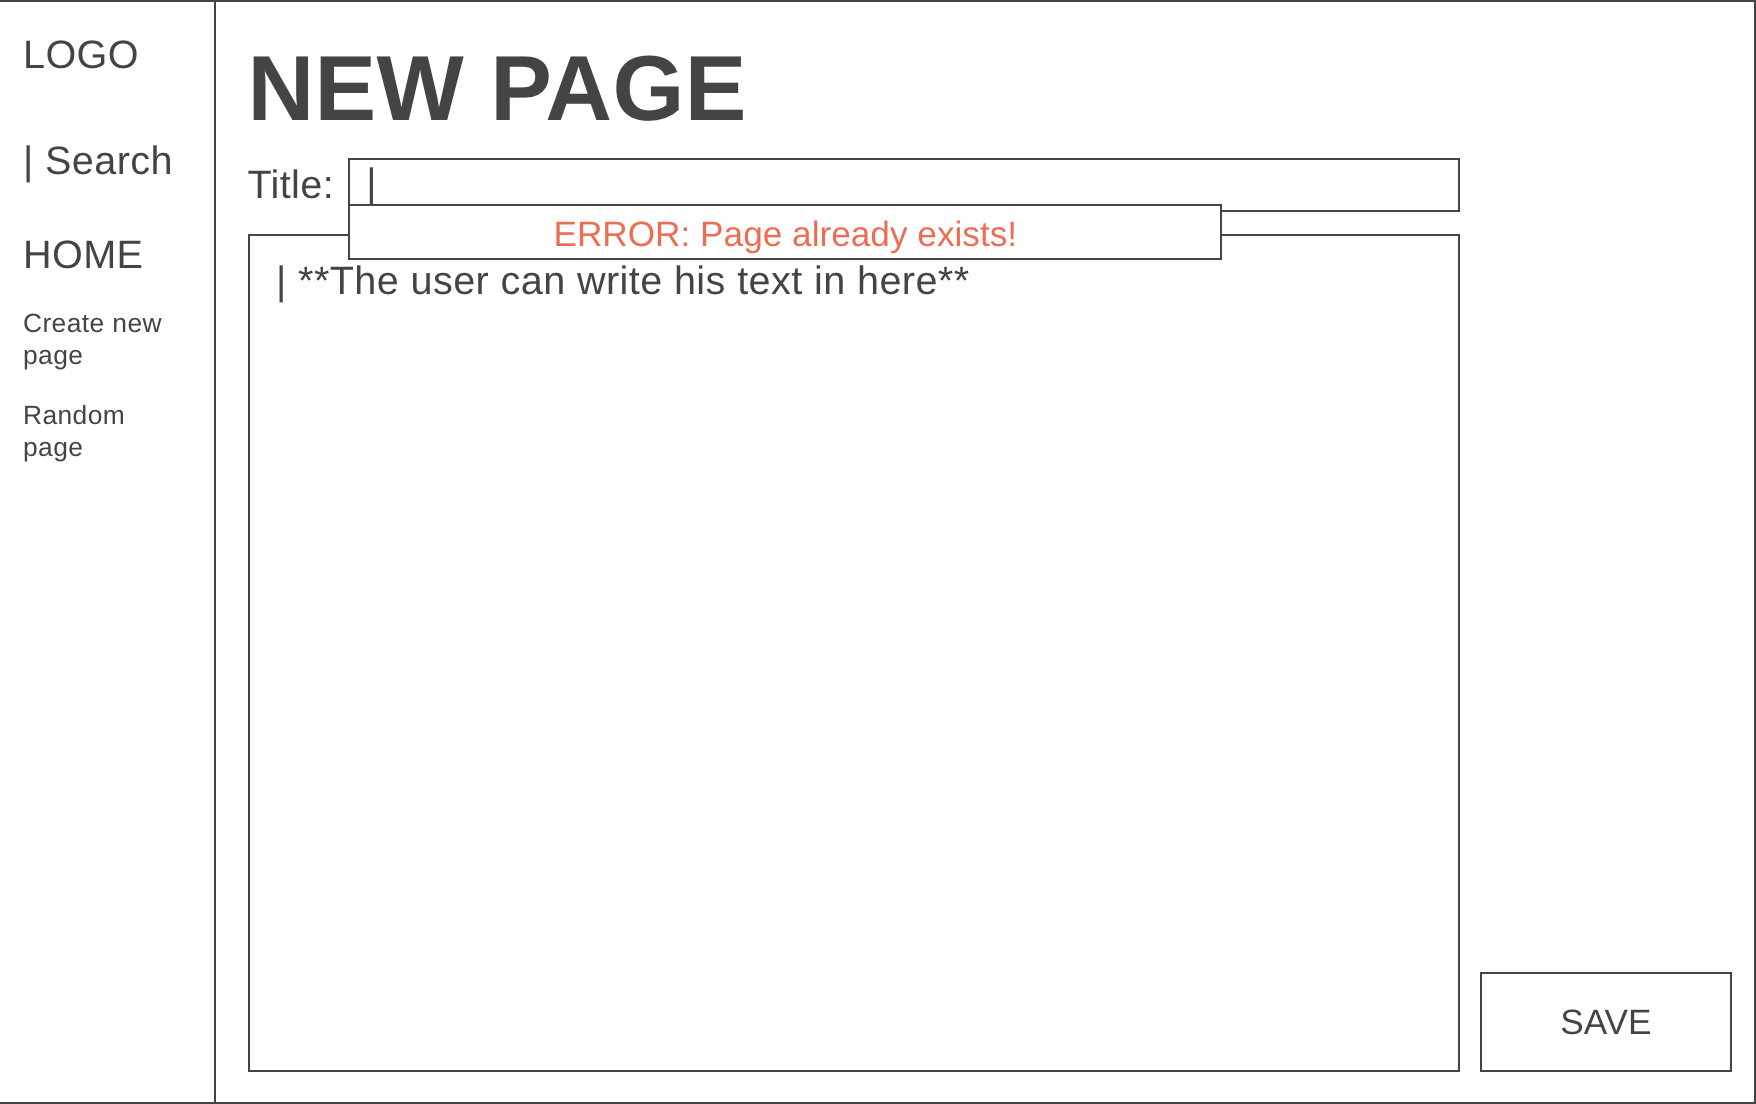 LOGO
| Search
HOME
Create new
page
Random
page
NEW PAGE
Title: |
ERROR: Page already exists!
| **The user can write his text in here**
SAVE